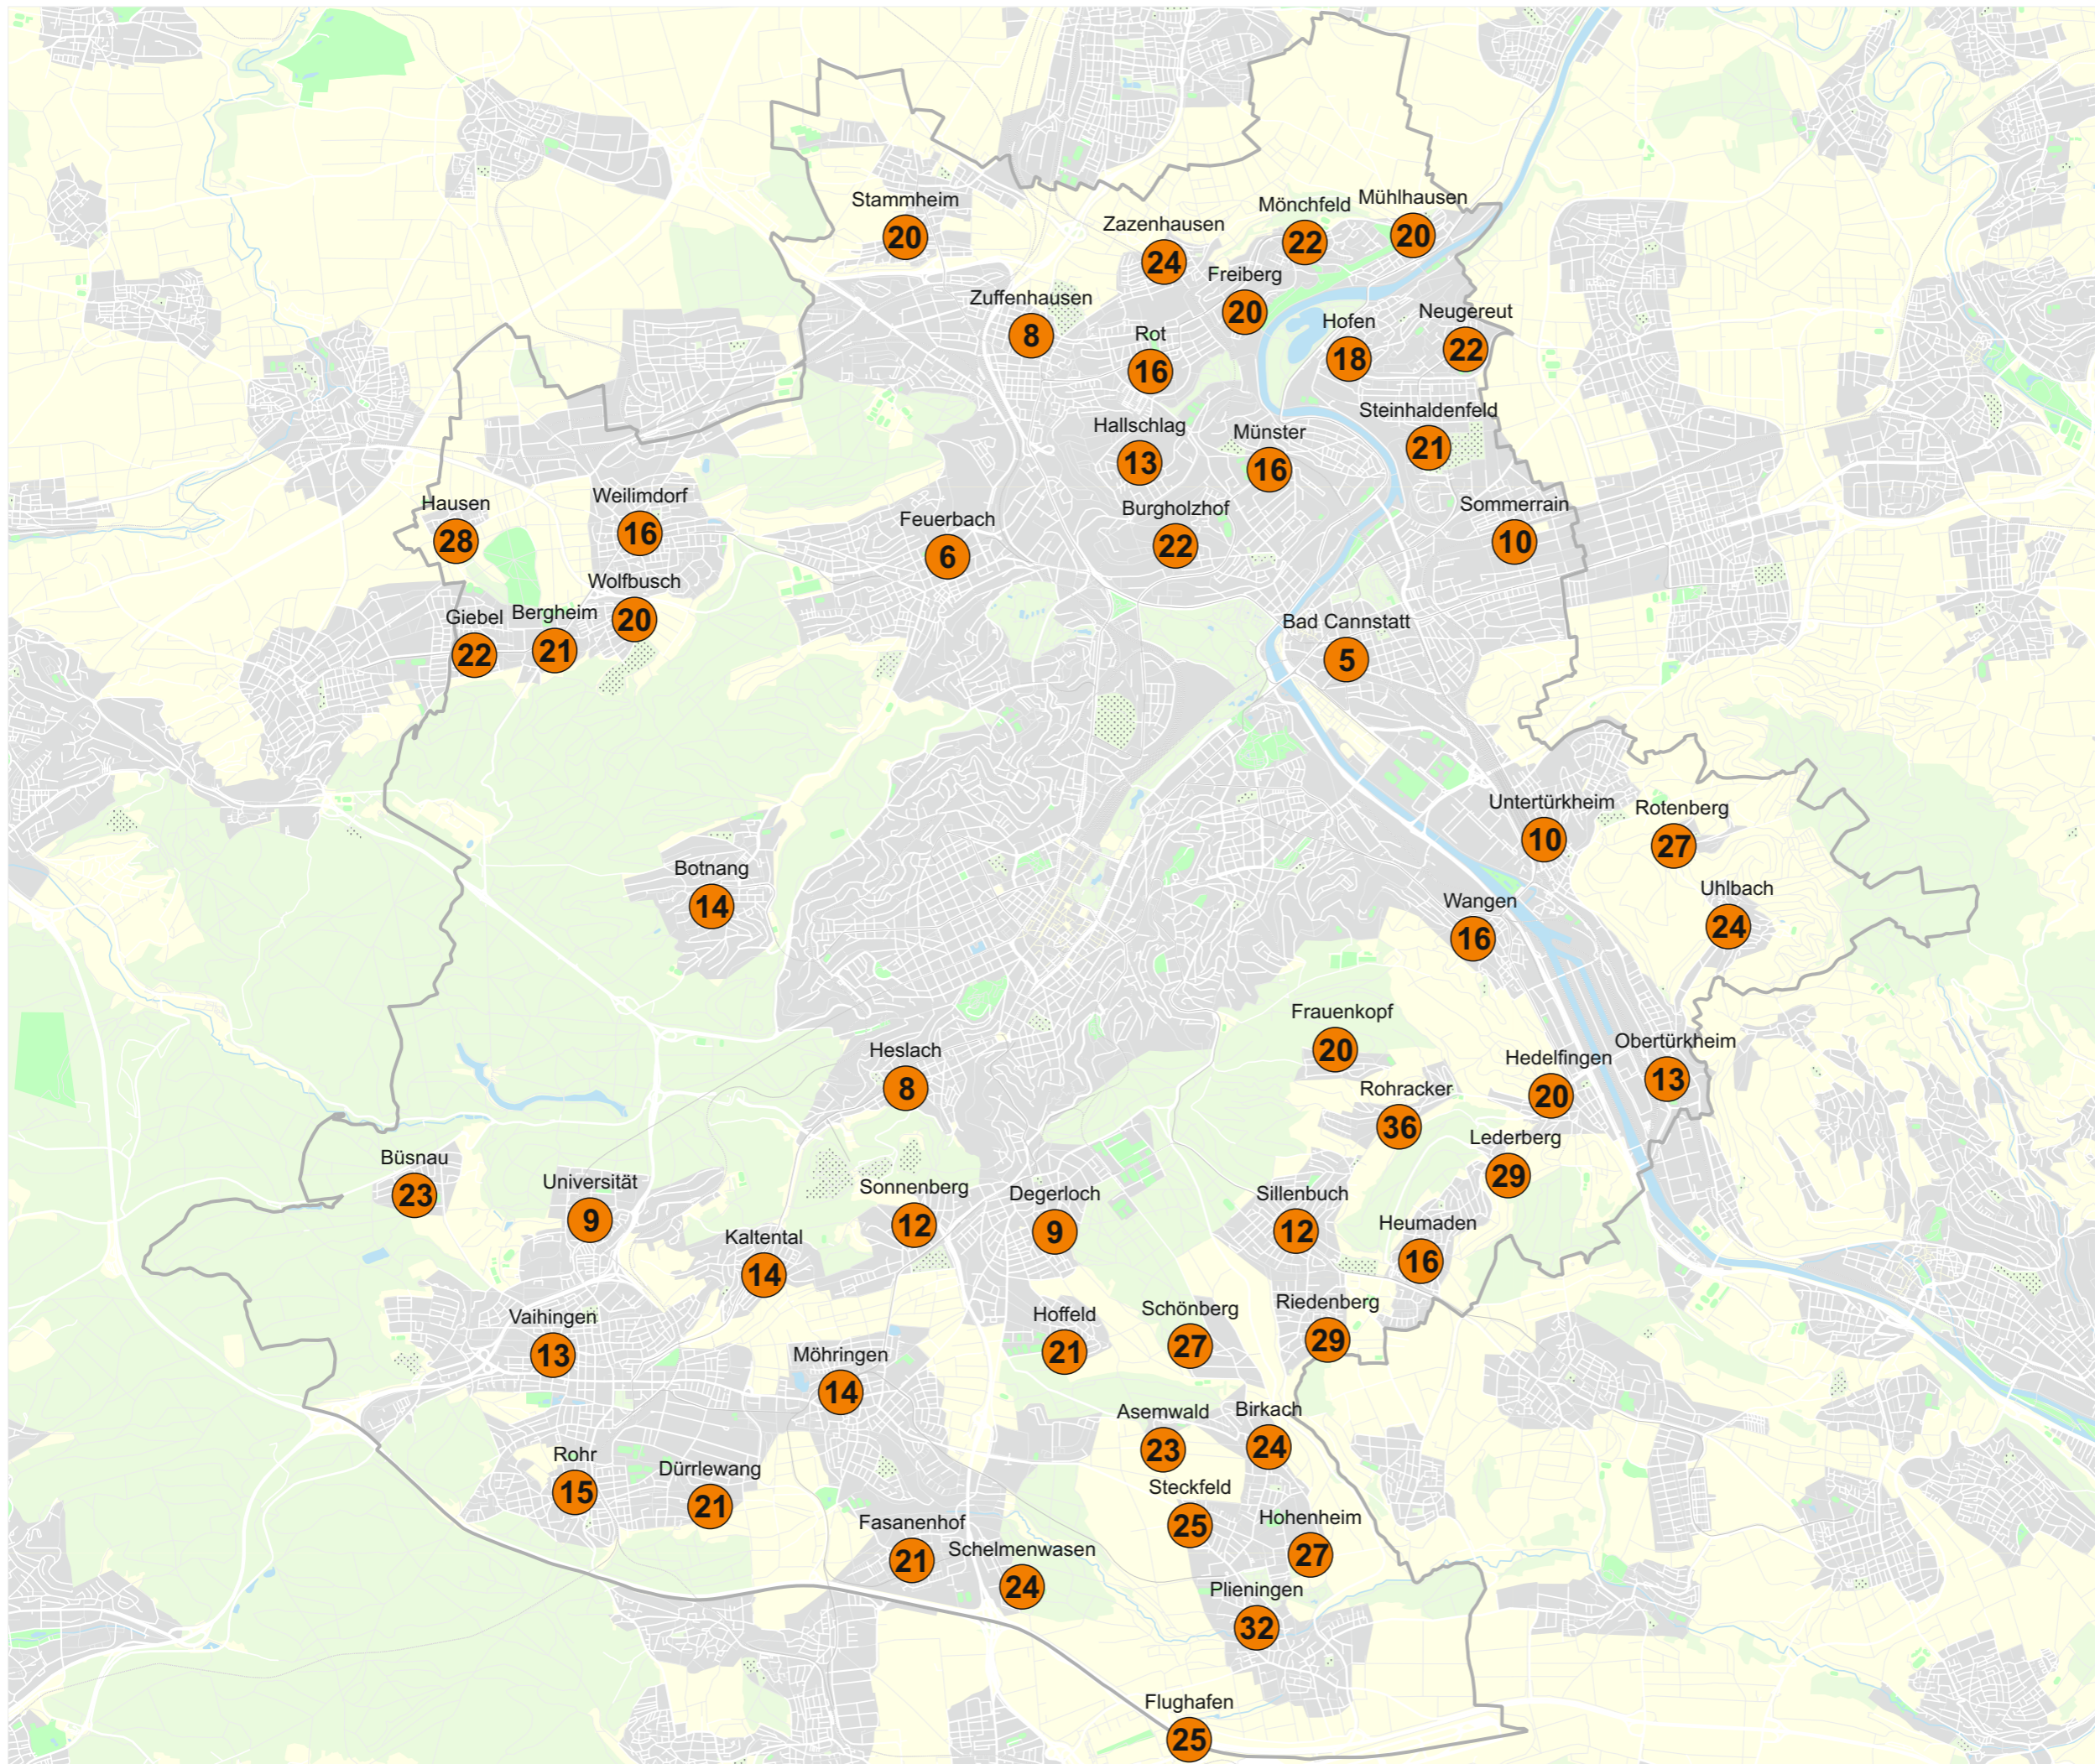 Stammheim
20
Zazenhausen
24
Mönchfeld
22
Mühlhausen
20
Freiberg
20
Zuffenhausen
8
Rot
16
Hofen
18
Neugereut
22
Hallschlag
13
Münster
16
Steinhaldenfeld
21
Hausen
28
Weilimdorf
16
Feuerbach
6
Burgholzhof
22
Sommerrain
10
Wolfbusch
20
Giebel
22
Bergheim
21
Bad Cannstatt
5
Untertürkheim
10
Rotenberg
27
Botnang
14
Wangen
16
Uhlbach
24
Frauenkopf
20
Heslach
8
Rohracker
36
Hedelfingen
20
Obertürkheim
13
Lederberg
29
Büsnau
23
Universität
9
Sonnenberg
12
Degerloch
9
Sillenbuch
12
Heumaden
16
Kaltental
14
Vaihingen
13
Möhringen
14
Hoffeld
21
Schönberg
27
Riedenberg
29
Asemwald
23
Birkach
24
Rohr
15
Dürrlewang
21
Steckfeld
25
Fasanenhof
21
Schelmenwasen
24
Hohenheim
27
Plieningen
32
Flughafen
25